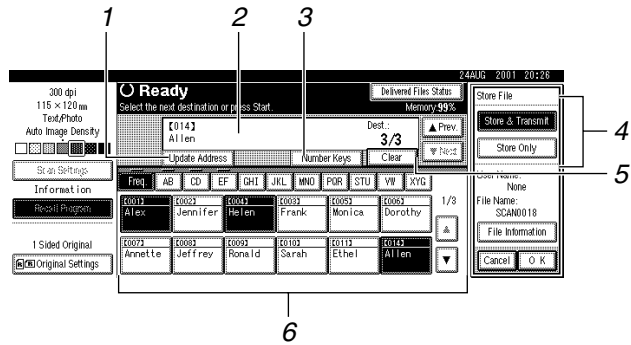 1 2 3
24AUG 2001 20:26
300 dpi
115 × 120 mm
Text/Photo
Auto Image Density
Scan Settings
Information
Recall Program
1 Sided Original
Original Settings
Ready
Select the next destination or press Start.
Delivered Files Status
Memory:99%
【014】
Allen
Dest.:
3/3
▲ Prev.
▼ Next
Update Address
Number Keys
Clear
Freq. AB CD EF GHI JKL MNO PQR STU VW XYG
【001】 【002】 【004】 【003】 【005】 【006】
Alex Jennifer Helen Frank Monica Dorothy
1/3
▲
【007】 【008】 【009】 【010】 【011】 【014】
Annette Jeffrey Ronald Sarah Ethel Allen
▼
Store File
Store & Transmit
Store Only
User Name:
None
File Name:
SCAN0018
File Information
Cancel O K
4
5
6